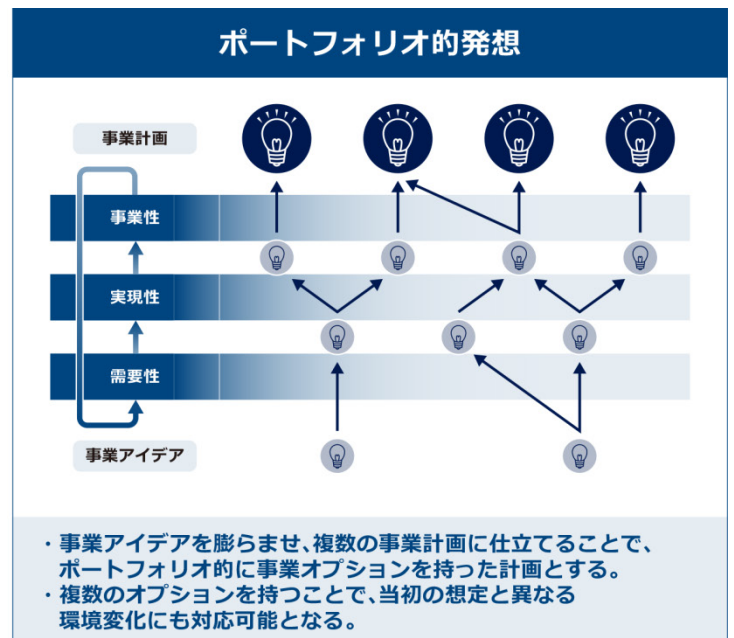 ポートフォリオ的発想
事業計画
事業性
実現性
需要性
事業アイデア
・事業アイデアを膨らませ、複数の事業計画に仕立てることで、
ポートフォリオ的に事業オプションを持った計画とする。
・複数のオプションを持つことで、当初の想定と異なる
環境変化にも対応可能となる。